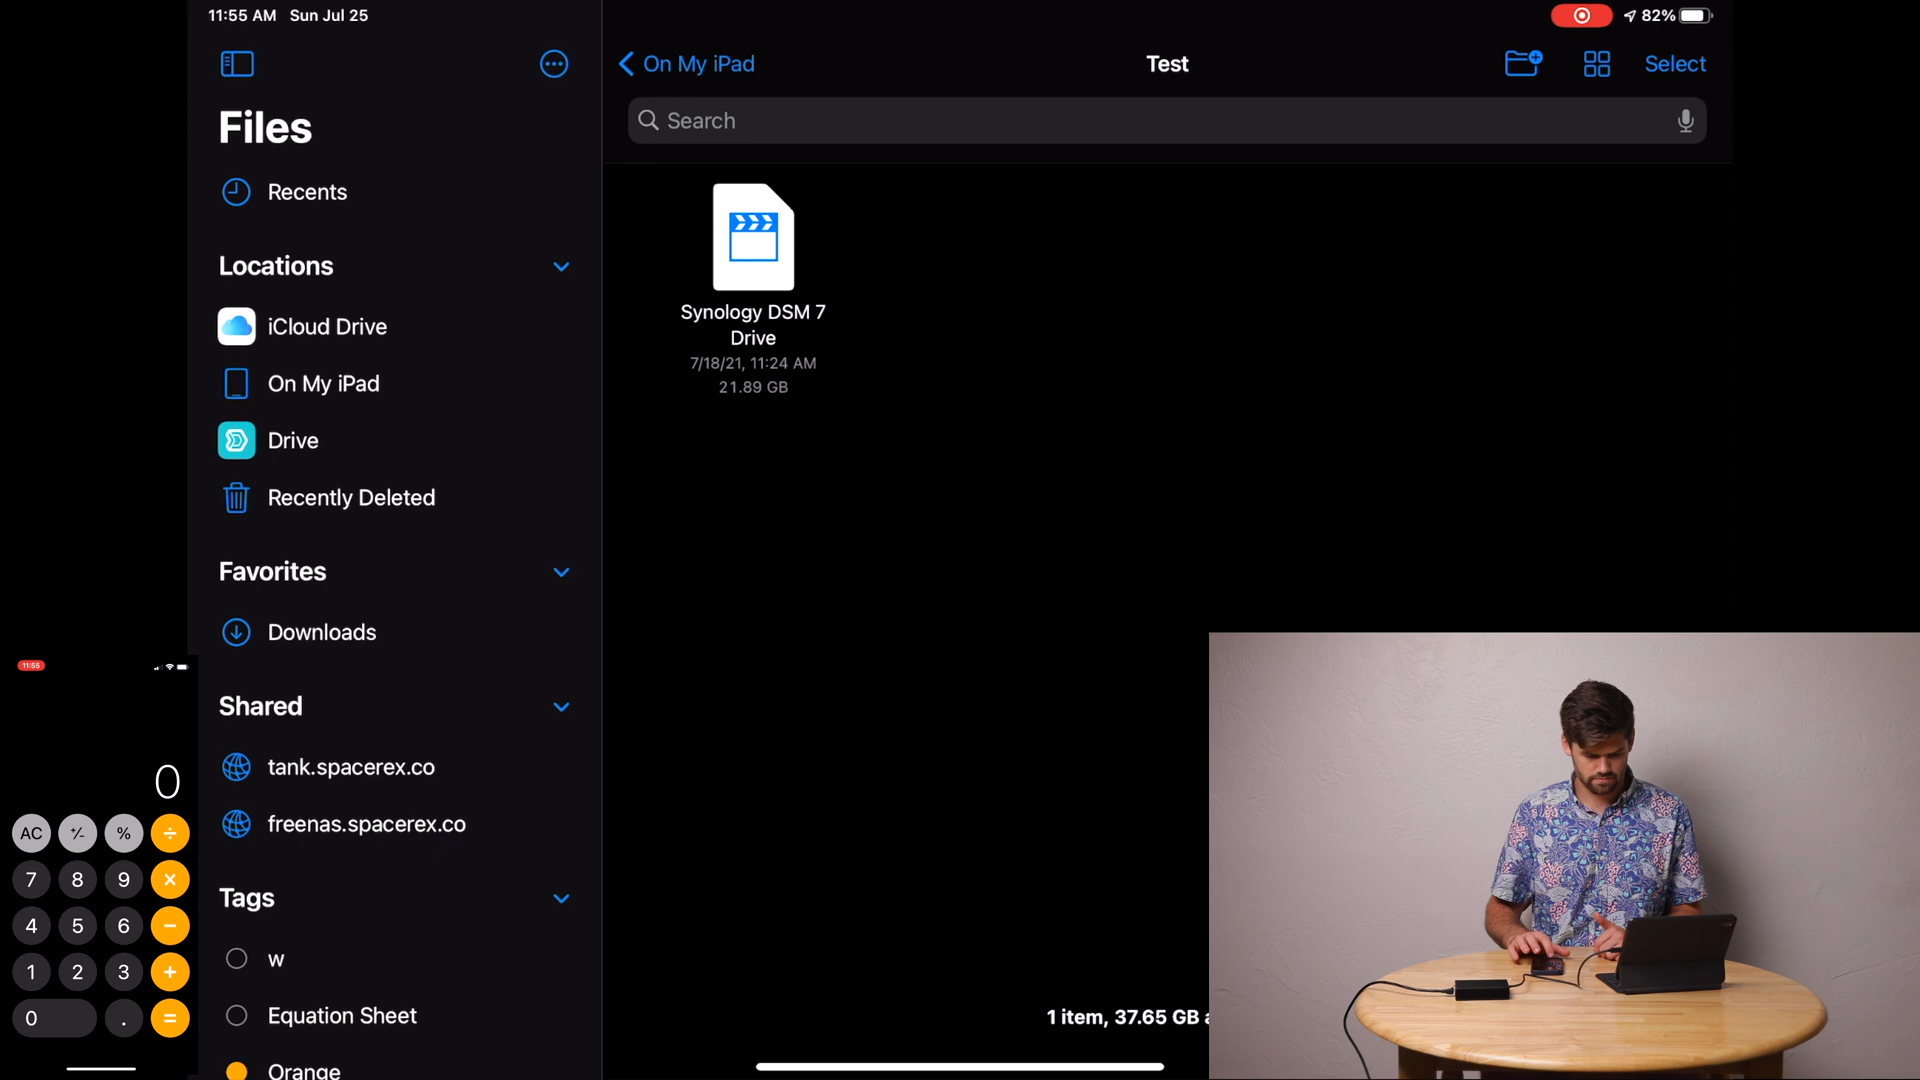 11:55 AM Sun Jul 25
82%
Files
Recents
Locations
iCloud Drive
On My iPad
Drive
Recently Deleted
Favorites
Downloads
Shared
tank.spacerex.co
freenas.spacerex.co
Tags
w
Equation Sheet
Orange
On My iPad
Test
Select
Search
Synology DSM 7
Drive
7/18/21, 11:24 AM
21.89 GB
1 item, 37.65 GB
11:55
0
AC +/- % ÷
7 8 9 ×
4 5 6 −
1 2 3 +
0 . =